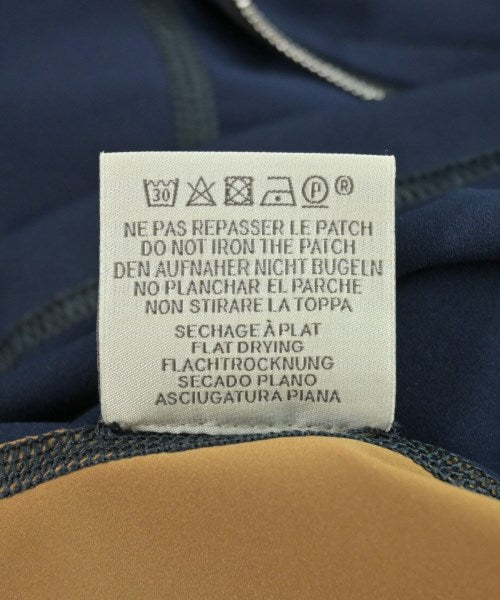 30 P ®
NE PAS REPASSER LE PATCH
DO NOT IRON THE PATCH
DEN AUFNAHER NICHT BUGELN
NO PLANCHAR EL PARCHE
NON STIRARE LA TOPPA
SECHAGE À PLAT
FLAT DRYING
FLACHTROCKNUNG
SECADO PLANO
ASCIUGATURA PIANA